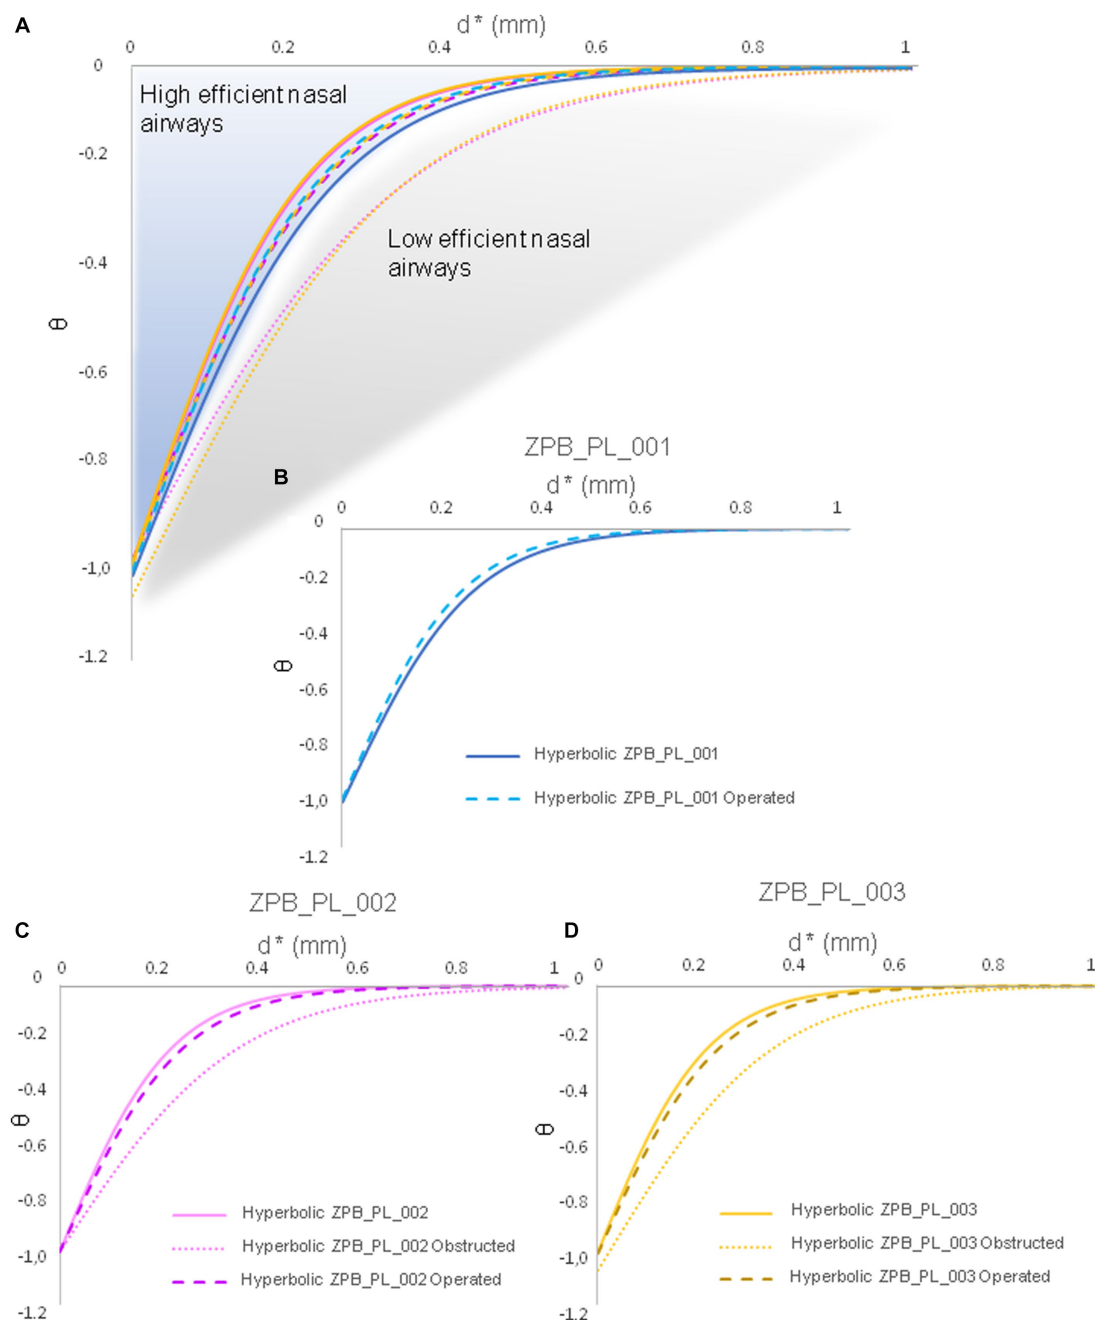 A
d* (mm)
0 0.2 0.4 0.6 0.8 1
0
High efficient nasal
airways
-0.2
Low efficient nasal
airways
-0.4
θ
-0.6
-0.8
-1,0
-1.2
ZPB_PL_001
B
d* (mm)
0 0.2 0.4 0.6 0.8 1
0
-0.2
-0.4
θ
-0.6
-0.8
Hyperbolic ZPB_PL_001
-1,0
Hyperbolic ZPB_PL_001 Operated
-1.2
ZPB_PL_002
C
d* (mm)
0 0.2 0.4 0.6 0.8 1
0
-0.2
-0.4
θ
-0.6
-0.8
Hyperbolic ZPB_PL_002
-1,0
Hyperbolic ZPB_PL_002 Obstructed
Hyperbolic ZPB_PL_002 Operated
-1.2
ZPB_PL_003
D
d* (mm)
0 0.2 0.4 0.6 0.8 1
0
-0.2
-0.4
θ
-0.6
-0.8
Hyperbolic ZPB_PL_003
-1,0
Hyperbolic ZPB_PL_003 Obstructed
Hyperbolic ZPB_PL_003 Operated
-1.2